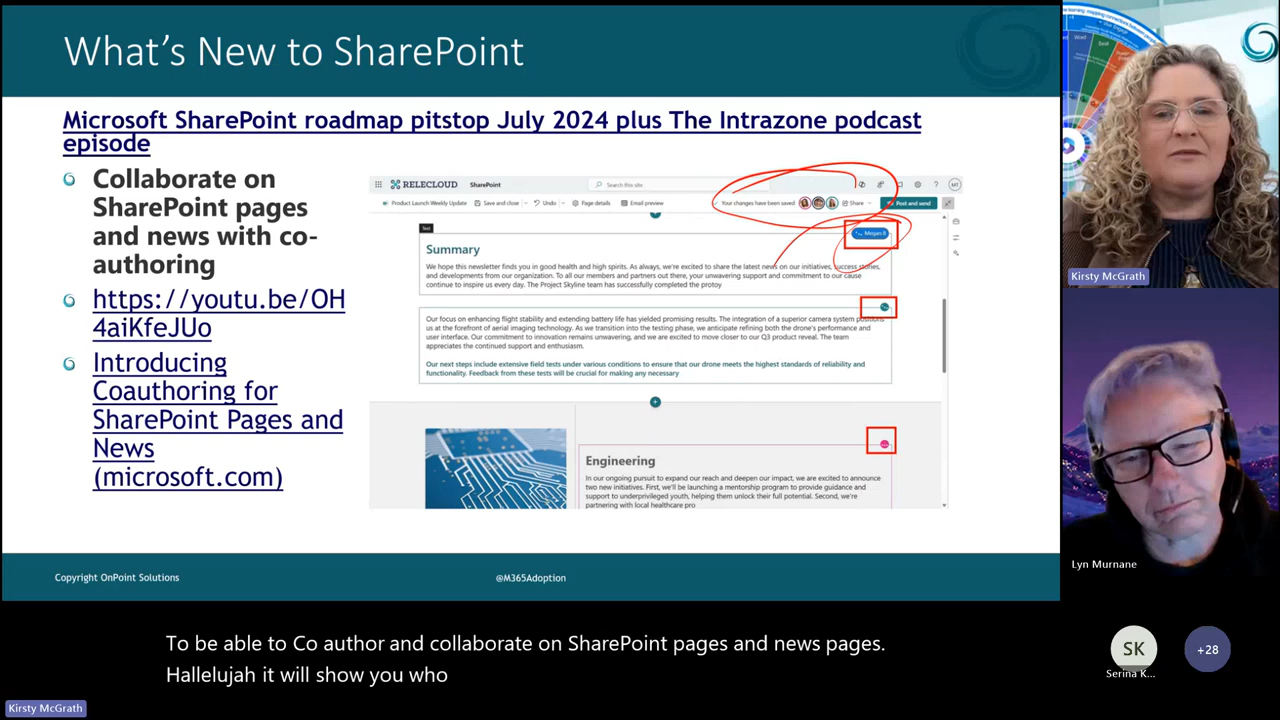 What's New to SharePoint
Microsoft SharePoint roadmap pitstop July 2024 plus The Intrazone podcast
episode
Collaborate on
SharePoint pages
and news with co-
authoring
https://youtu.be/OH
4aiKfeJUo
Introducing
Coauthoring for
SharePoint Pages and
News
(microsoft.com)
RELECLOUD SharePoint Search this site MT
Product Launch Weekly Update Save and close Undo Page details Email preview Your changes have been saved Share Post and send
Text
Megan B
Summary
We hope this newsletter finds you in good health and high spirits. As always, we're excited to share the latest news on our initiatives, success stories,
and developments from our organization. To all our members and partners out there, your unwavering support and commitment to our cause
continue to inspire us every day. The Project Skyline team has successfully completed the protoy
Our focus on enhancing flight stability and extending battery life has yielded promising results. The integration of a superior camera system positions
us at the forefront of aerial imaging technology. As we transition into the testing phase, we anticipate refining both the drone's performance and
user interface. Our commitment to innovation remains unwavering, and we are excited to move closer to our Q3 product reveal. The team
appreciates the continued support and enthusiasm.
Our next steps include extensive field tests under various conditions to ensure that our drone meets the highest standards of reliability and
functionality. Feedback from these tests will be crucial for making any necessary
Engineering
In our ongoing pursuit to expand our reach and deepen our impact, we are excited to announce
two new initiatives. First, we'll be launching a mentorship program to provide guidance and
support to underprivileged youth, helping them unlock their full potential. Second, we're
partnering with local healthcare pro
Copyright OnPoint Solutions
@M365Adoption
Word
Kirsty McGrath
Lyn Murnane
SK
Serina K...
+28
To be able to Co author and collaborate on SharePoint pages and news pages.
Hallelujah it will show you who
Kirsty McGrath